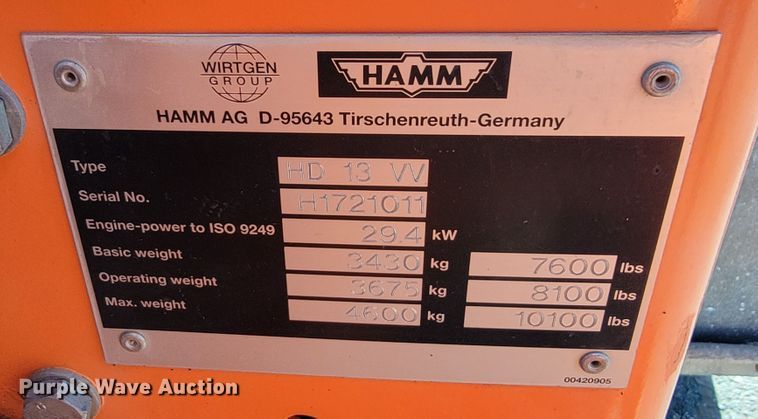 WIRTGEN
GROUP
HAMM
HAMM AG D-95643 Tirschenreuth-Germany
Type HD 13 VV
Serial No. H1721011
Engine-power to ISO 9249 29.4 kW
Basic weight 3430 kg 7600 lbs
Operating weight 3675 kg 8100 lbs
Max. weight 4600 kg 10100 lbs
00420905
Purple Wave Auction